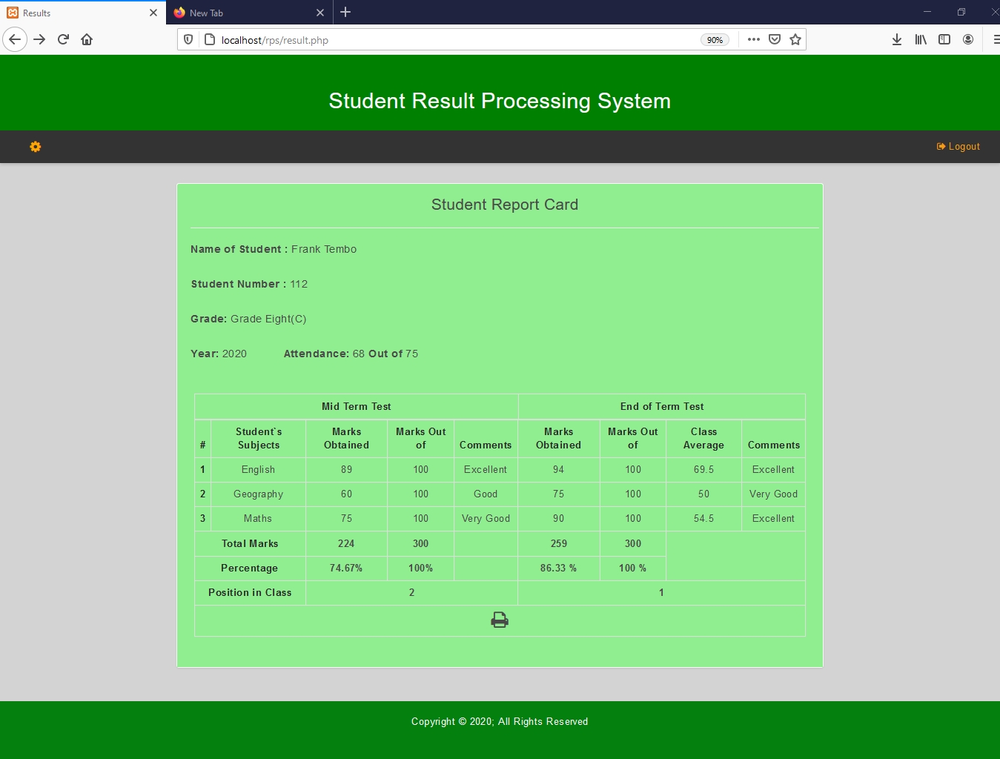 Results
New Tab
localhost/rps/result.php
90%
Student Result Processing System
Logout
Student Report Card
Name of Student : Frank Tembo
Student Number : 112
Grade: Grade Eight(C)
Year: 2020 Attendance: 68 Out of 75
Mid Term Test End of Term Test
# Student`s Subjects Marks Obtained Marks Out of Comments Marks Obtained Marks Out of Class Average Comments
1 English 89 100 Excellent 94 100 69.5 Excellent
2 Geography 60 100 Good 75 100 50 Very Good
3 Maths 75 100 Very Good 90 100 54.5 Excellent
Total Marks 224 300 259 300
Percentage 74.67% 100% 86.33 % 100 %
Position in Class 2 1
Copyright © 2020; All Rights Reserved